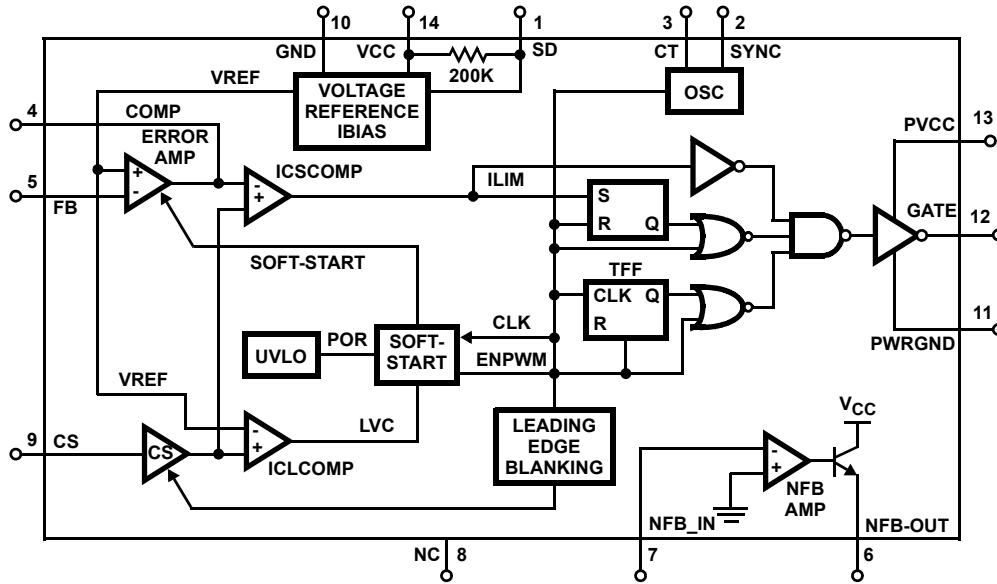 10
14
1
3
2
GND
VCC
SD
CT
SYNC
200K
VREF
VOLTAGE
REFERENCE
IBIAS
OSC
4
COMP
ERROR
AMP
13
PVCC
+
-
ICSCOMP
-
+
ILIM
5
FB
S
R
Q
GATE
12
SOFT-START
TFF
CLK
Q
R
11
PWRGND
CLK
UVLO
POR
SOFT-
START
ENPWM
VREF
9
CS
CS
-
+
ICLCOMP
LVC
LEADING
EDGE
BLANKING
VCC
-
+
NFB
AMP
NFB_IN
NFB-OUT
NC
8
7
6